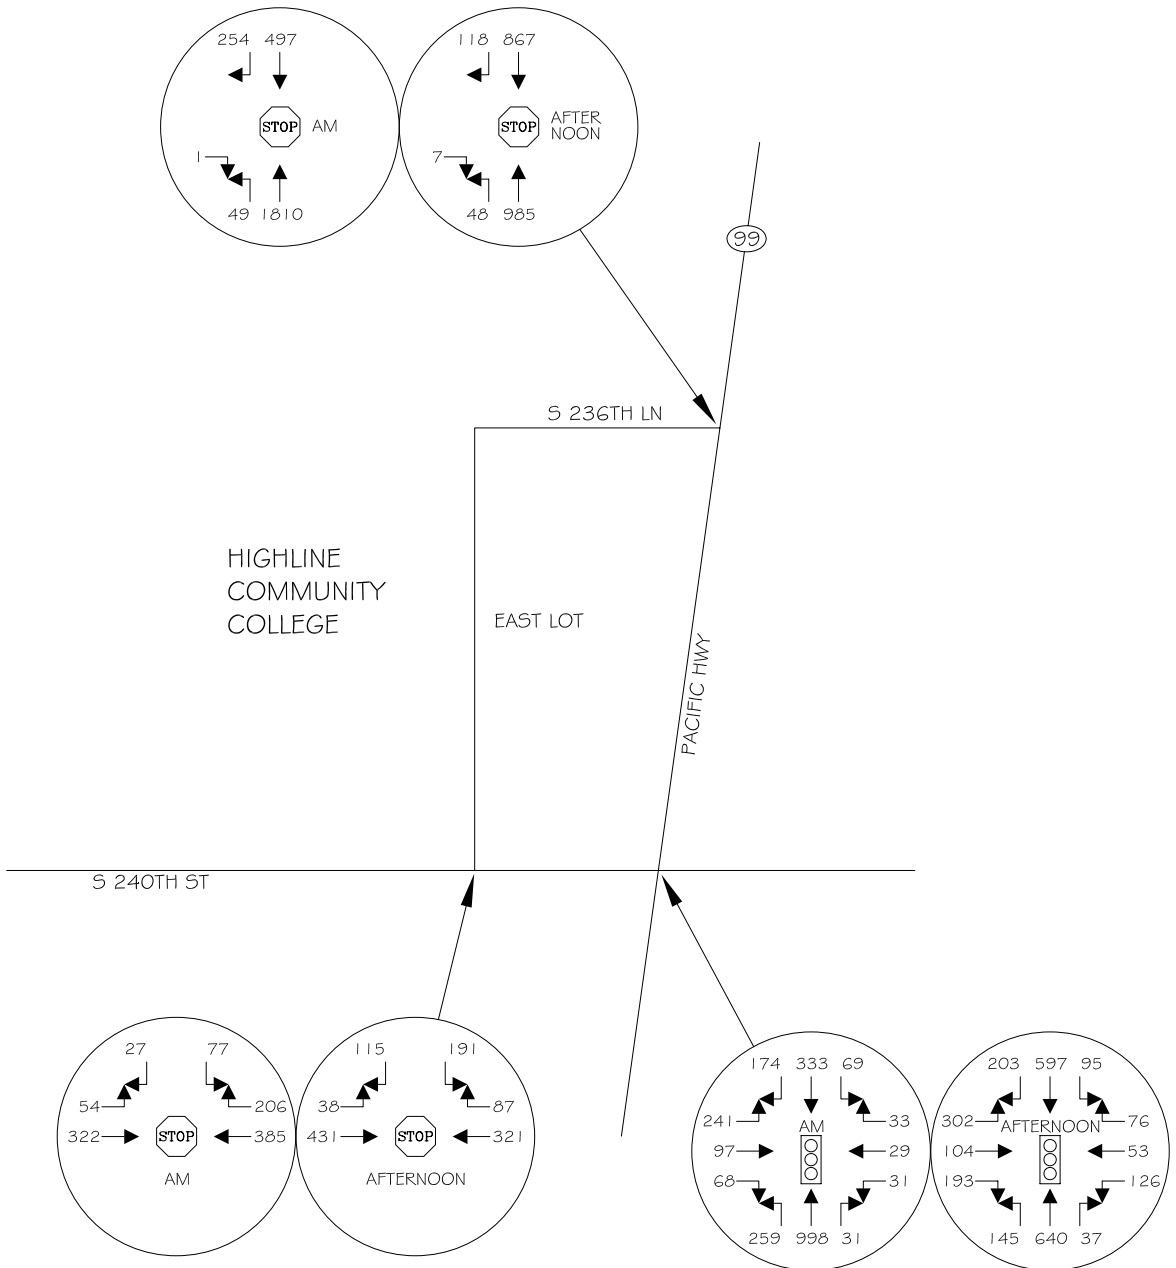 254 497
118 867
STOP AM
STOP AFTER
NOON
1
7
49 1810
48 985
99
S 236TH LN
HIGHLINE
COMMUNITY
COLLEGE
EAST LOT
PACIFIC HWY
S 240TH ST
27 77
54 206
322 STOP 385
AM
115 191
38 87
431 STOP 321
AFTERNOON
174 333 69
241 33
AM
97 29
68 31
259 998 31
203 597 95
302 76
AFTERNOON
104 53
193 126
145 640 37